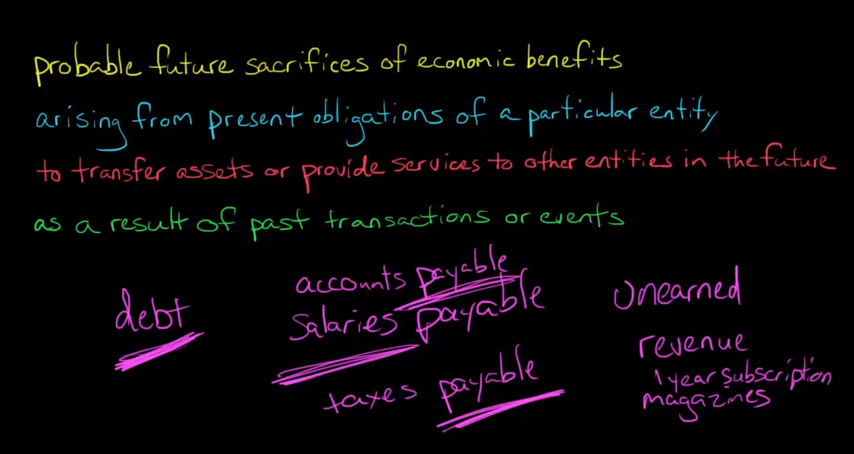 probable future sacrifices of economic benefits
arising from present obligations of a particular entity
to transfer assets or provide services to other entities in the future
as a result of past transactions or events
debt
accounts payable
Salaries payable
taxes payable
Unearned
revenue
1 year subscription
magazines